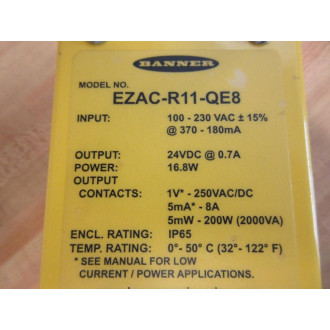 BANNER
MODEL NO.
EZAC-R11-QE8
INPUT: 100 - 230 VAC ± 15%
@ 370 - 180mA
OUTPUT: 24VDC @ 0.7A
POWER: 16.8W
OUTPUT
CONTACTS: 1V* - 250VAC/DC
5mA* - 8A
5mW - 200W (2000VA)
ENCL. RATING: IP65
TEMP. RATING: 0°- 50° C (32°- 122° F)
* SEE MANUAL FOR LOW
CURRENT / POWER APPLICATIONS.